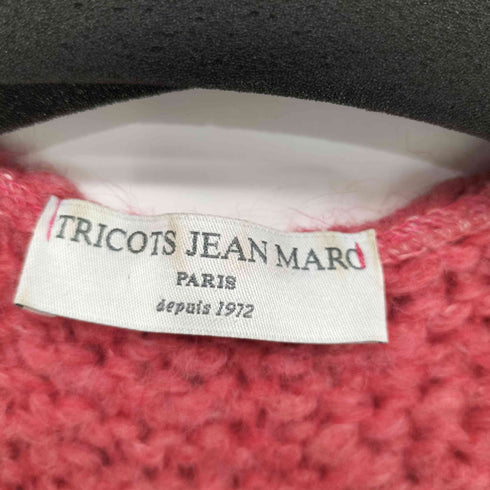 TRICOTS JEAN MARC
PARIS
depuis 1972